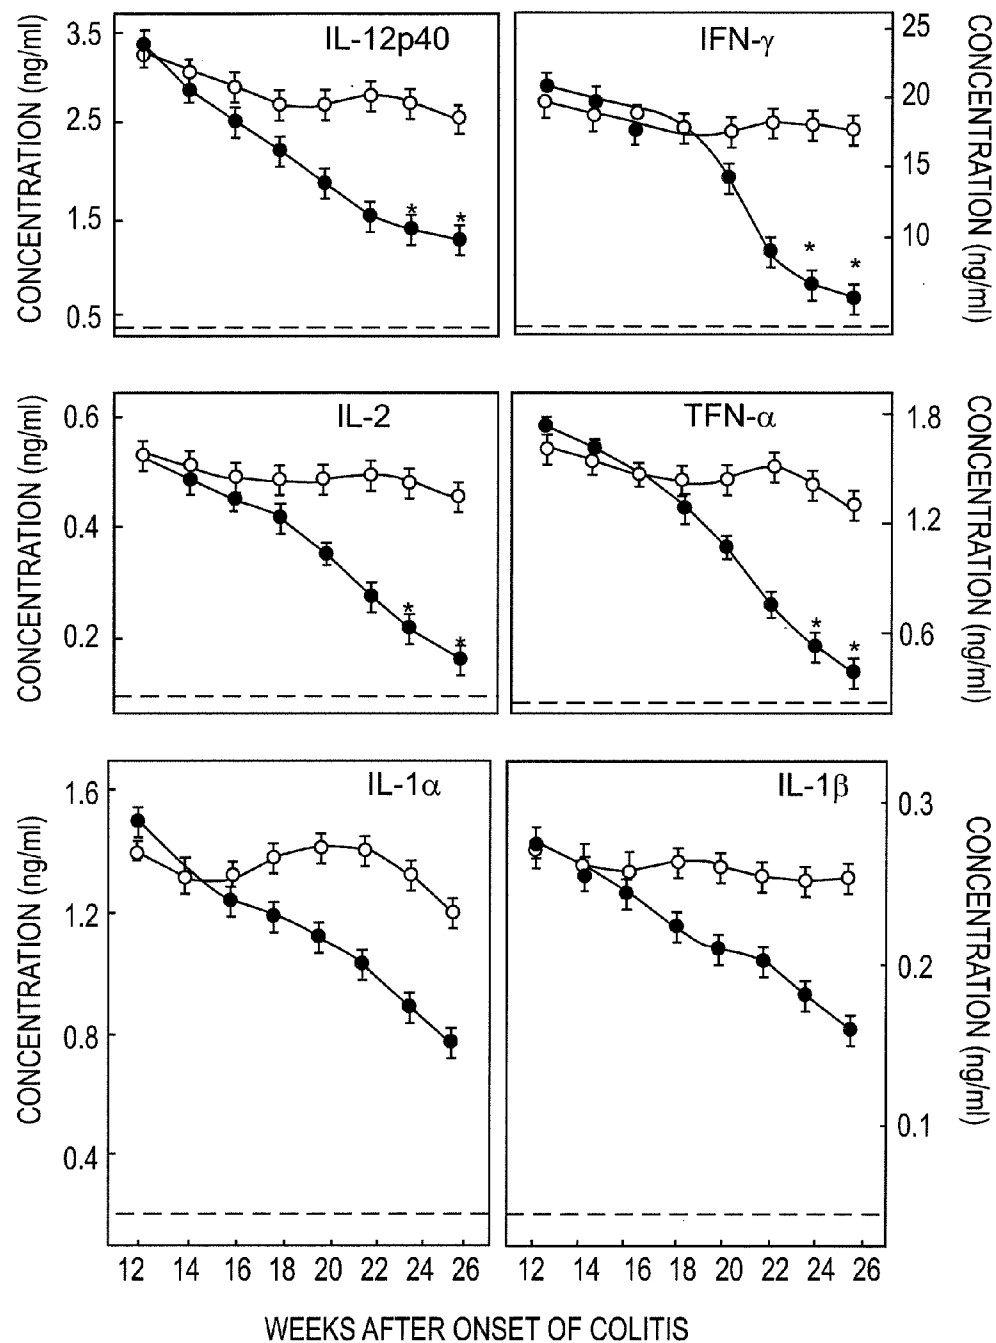 IL-12p40
CONCENTRATION (ng/ml)
3.5
2.5
1.5
0.5
*
*
IFN-γ
CONCENTRATION (ng/ml)
25
20
15
10
*
*
IL-2
CONCENTRATION (ng/ml)
0.6
0.4
0.2
*
*
TFN-α
CONCENTRATION (ng/ml)
1.8
1.2
0.6
*
*
IL-1α
CONCENTRATION (ng/ml)
1.6
1.2
0.8
0.4
IL-1β
CONCENTRATION (ng/ml)
0.3
0.2
0.1
12 14 16 18 20 22 24 26
12 14 16 18 20 22 24 26
WEEKS AFTER ONSET OF COLITIS